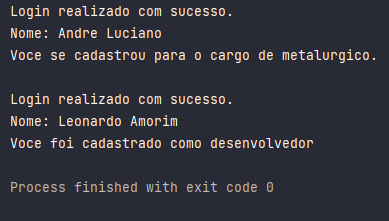 Login realizado com sucesso.
Nome: Andre Luciano
Voce se cadastrou para o cargo de metalurgico.
Login realizado com sucesso.
Nome: Leonardo Amorim
Voce foi cadastrado como desenvolvedor
Process finished with exit code 0